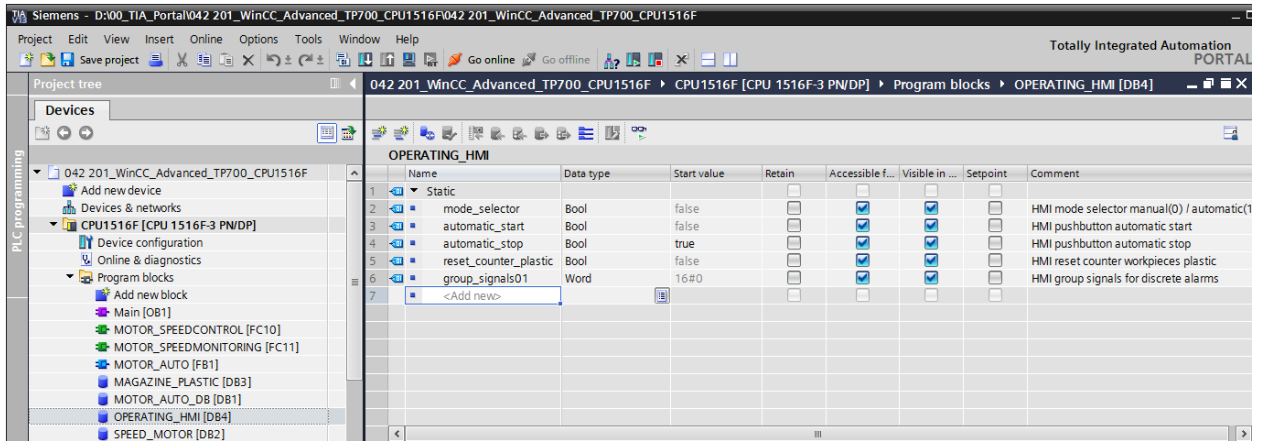 Siemens - D:\00_TIA_Portal\042 201_WinCC_Advanced_TP700_CPU1516F\042 201_WinCC_Advanced_TP700_CPU1516F
Project Edit View Insert Online Options Tools Window Help
Totally Integrated Automation
PORTAL
Save project Go online Go offline
Project tree
042 201_WinCC_Advanced_TP700_CPU1516F CPU1516F [CPU 1516F-3 PN/DP] Program blocks OPERATING_HMI [DB4]
Devices
PLC programming
042 201_WinCC_Advanced_TP700_CPU1516F
Add new device
Devices & networks
CPU1516F [CPU 1516F-3 PN/DP]
Device configuration
Online & diagnostics
Program blocks
Add new block
Main [OB1]
MOTOR_SPEEDCONTROL [FC10]
MOTOR_SPEEDMONITORING [FC11]
MOTOR_AUTO [FB1]
MAGAZINE_PLASTIC [DB3]
MOTOR_AUTO_DB [DB1]
OPERATING_HMI [DB4]
SPEED_MOTOR [DB2]
OPERATING_HMI
Name Data type Start value Retain Accessible f... Visible in ... Setpoint Comment
1 Static
2 mode_selector Bool false HMI mode selector manual(0) / automatic(1
3 automatic_start Bool false HMI pushbutton automatic start
4 automatic_stop Bool true HMI pushbutton automatic stop
5 reset_counter_plastic Bool false HMI reset counter workpieces plastic
6 group_signals01 Word 16#0 HMI group signals for discrete alarms
7 <Add new>